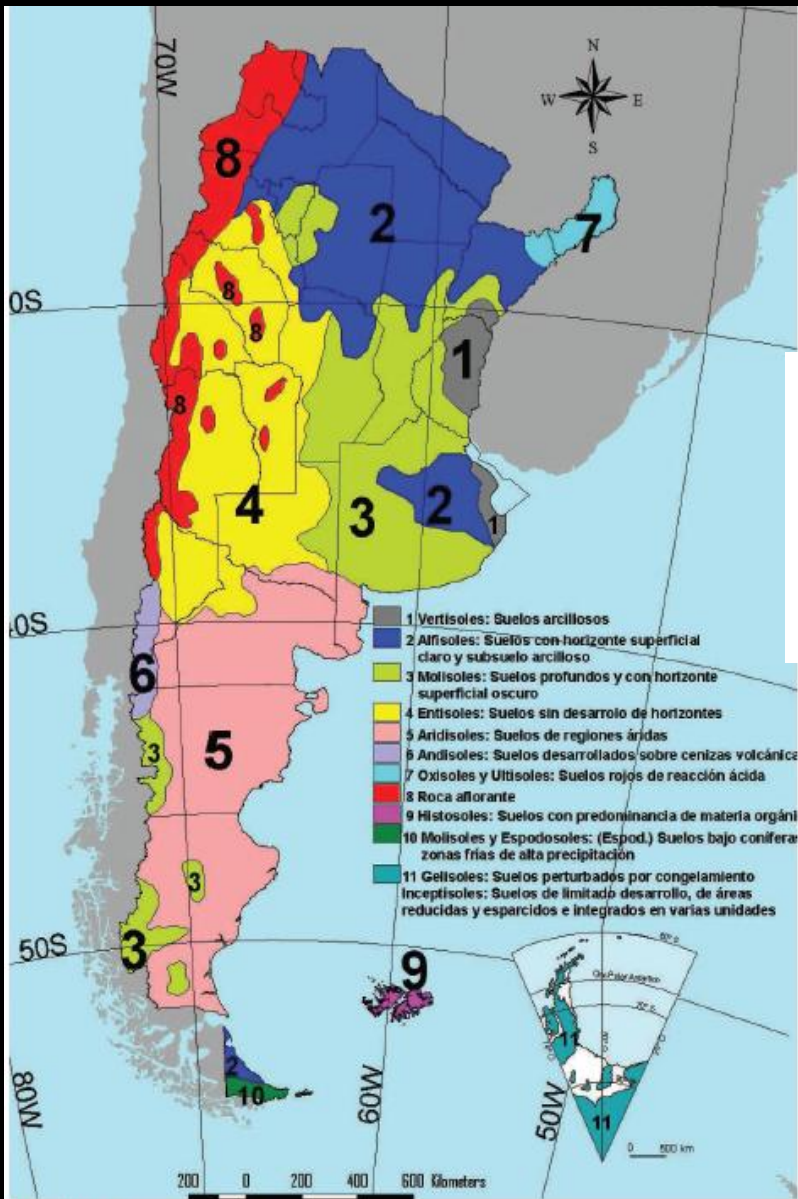 70W
N
W E
S
8
2
7
0S
8
8
1
8
4
3
2
1
40S
6
5
3
3
3
50S
9
2
10
80W
60W
50W
1 Vertisoles: Suelos arcillosos
2 Alfisoles: Suelos con horizonte superficial
claro y subsuelo arcilloso
3 Molisoles: Suelos profundos y con horizonte
superficial oscuro
4 Entisoles: Suelos sin desarrolo de horizontes
5 Aridisoles: Suelos de regiones áridas
6 Andisoles: Suelos desarrollados sobre cenizas volcánica
7 Oxisoles y Ultisoles: Suelos rojos de reacción ácida
8 Roca aflorante
9 Histosoles: Suelos con predominancia de materia orgáni
10 Molisoles y Espodosoles: (Espod.) Suelos bajo coníferas
zonas frías de alta precipitación
11 Gelisoles: Suelos perturbados por congelamiento
Inceptisoles: Suelos de limitado desarrollo, de áreas
reducidas y esparcidos e integrados en varias unidades
11
11
0 500 km
200 0 200 400 600 Kilometers